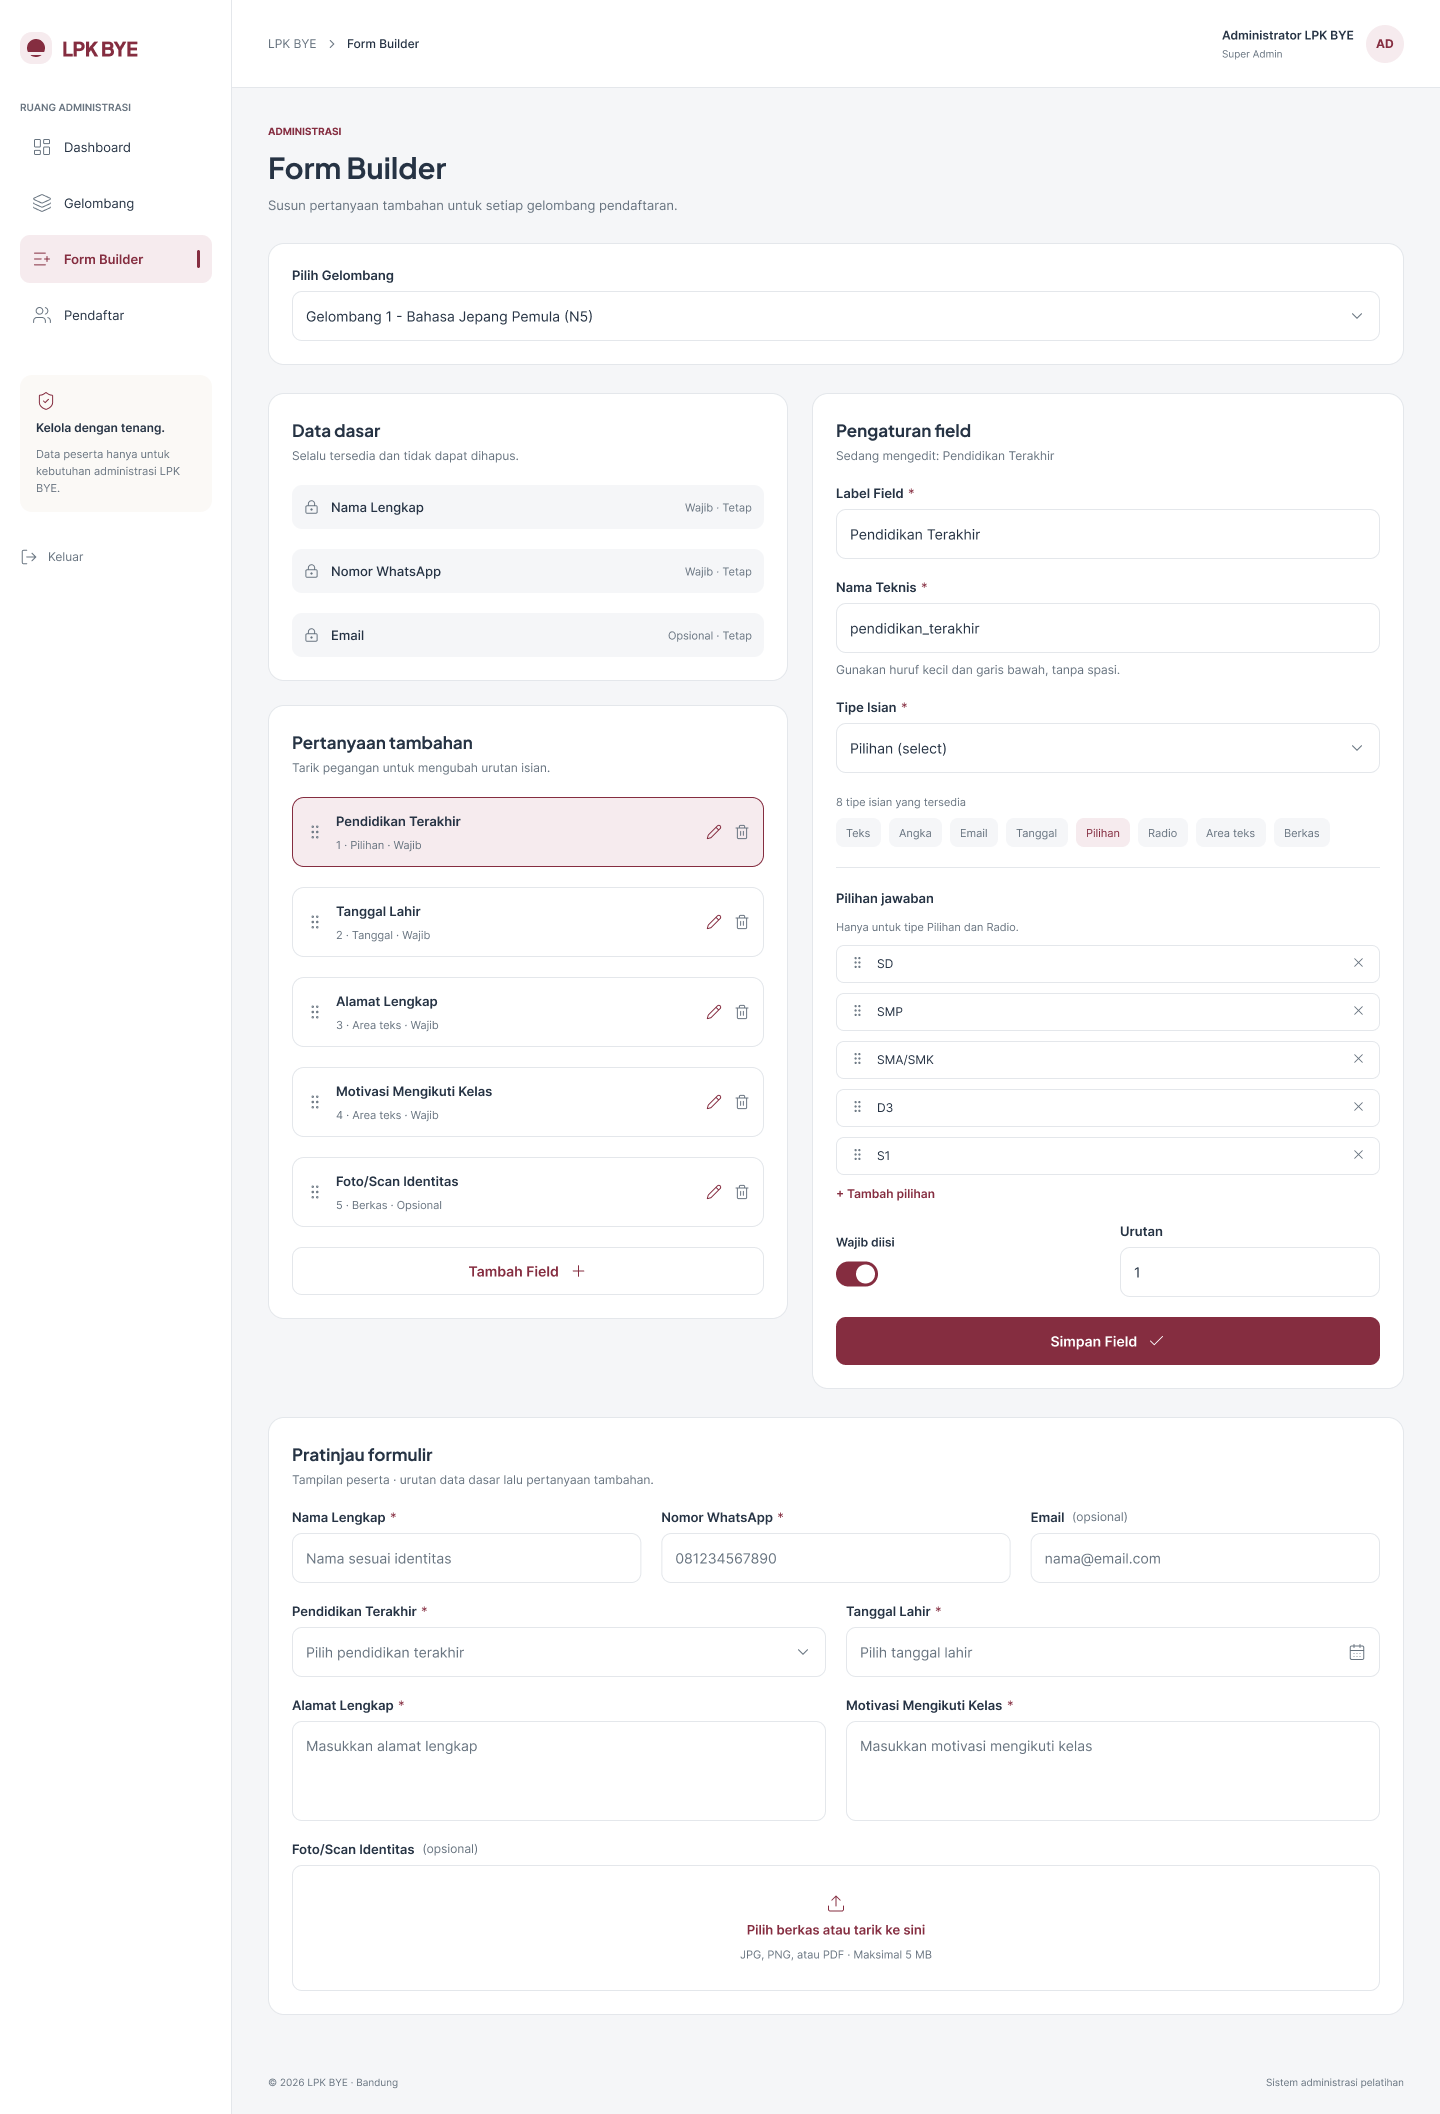 LPK BYE
RUANG ADMINISTRASI
Dashboard
Gelombang
Form Builder
Pendaftar
Kelola dengan tenang.
Data peserta hanya untuk
kebutuhan administrasi LPK
BYE.
Keluar
LPK BYE > Form Builder
Administrator LPK BYE
Super Admin
AD
ADMINISTRASI
Form Builder
Susun pertanyaan tambahan untuk setiap gelombang pendaftaran.
Pilih Gelombang
Gelombang 1 - Bahasa Jepang Pemula (N5)
Data dasar
Selalu tersedia dan tidak dapat dihapus.
Nama Lengkap Wajib · Tetap
Nomor WhatsApp Wajib · Tetap
Email Opsional · Tetap
Pertanyaan tambahan
Tarik pegangan untuk mengubah urutan isian.
Pendidikan Terakhir
1 · Pilihan · Wajib
Tanggal Lahir
2 · Tanggal · Wajib
Alamat Lengkap
3 · Area teks · Wajib
Motivasi Mengikuti Kelas
4 · Area teks · Wajib
Foto/Scan Identitas
5 · Berkas · Opsional
Tambah Field +
Pengaturan field
Sedang mengedit: Pendidikan Terakhir
Label Field *
Pendidikan Terakhir
Nama Teknis *
pendidikan_terakhir
Gunakan huruf kecil dan garis bawah, tanpa spasi.
Tipe Isian *
Pilihan (select)
8 tipe isian yang tersedia
Teks Angka Email Tanggal Pilihan Radio Area teks Berkas
Pilihan jawaban
Hanya untuk tipe Pilihan dan Radio.
SD
SMP
SMA/SMK
D3
S1
+ Tambah pilihan
Wajib diisi
Urutan
1
Simpan Field
Pratinjau formulir
Tampilan peserta · urutan data dasar lalu pertanyaan tambahan.
Nama Lengkap * Nomor WhatsApp * Email (opsional)
Nama sesuai identitas 081234567890 nama@email.com
Pendidikan Terakhir * Tanggal Lahir *
Pilih pendidikan terakhir Pilih tanggal lahir
Alamat Lengkap * Motivasi Mengikuti Kelas *
Masukkan alamat lengkap Masukkan motivasi mengikuti kelas
Foto/Scan Identitas (opsional)
Pilih berkas atau tarik ke sini
JPG, PNG, atau PDF · Maksimal 5 MB
© 2026 LPK BYE · Bandung Sistem administrasi pelatihan